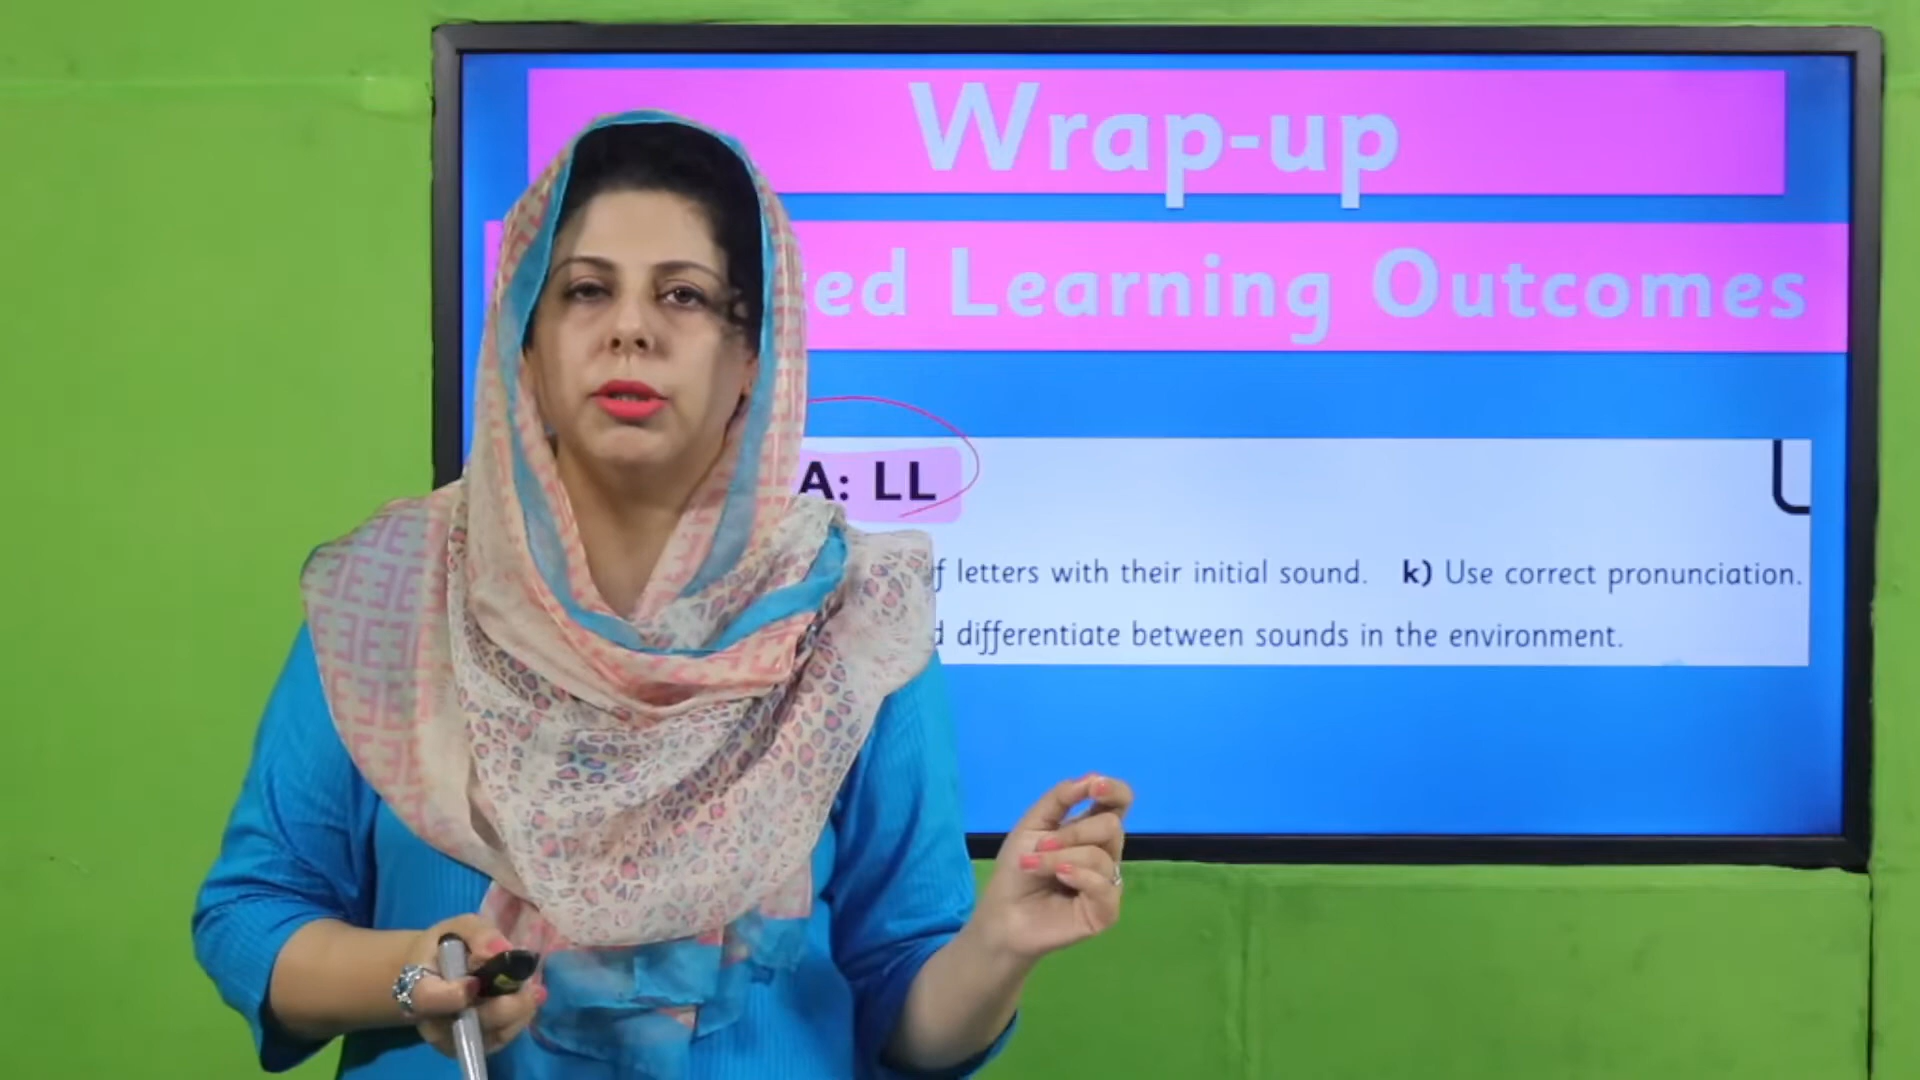 Wrap-up
Learning Outcomes
A: LL
letters with their initial sound. k) Use correct pronunciation.
differentiate between sounds in the environment.